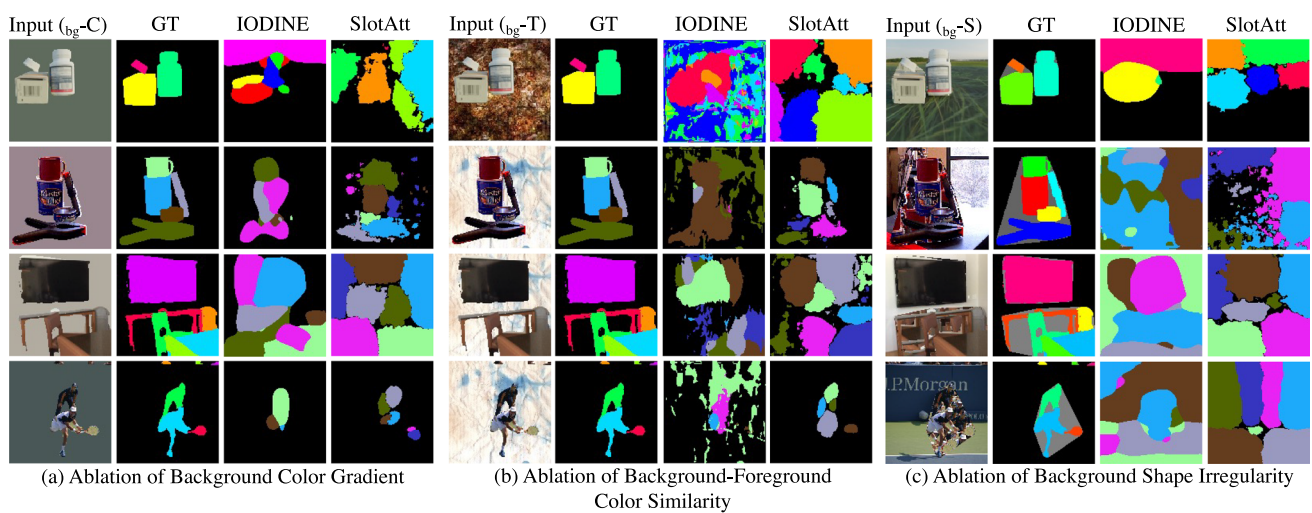 Input (bg-C) GT IODINE SlotAtt Input (bg-T) GT IODINE SlotAtt Input (bg-S) GT IODINE SlotAtt
J.P.Morgan
(a) Ablation of Background Color Gradient
(b) Ablation of Background-Foreground
Color Similarity
(c) Ablation of Background Shape Irregularity